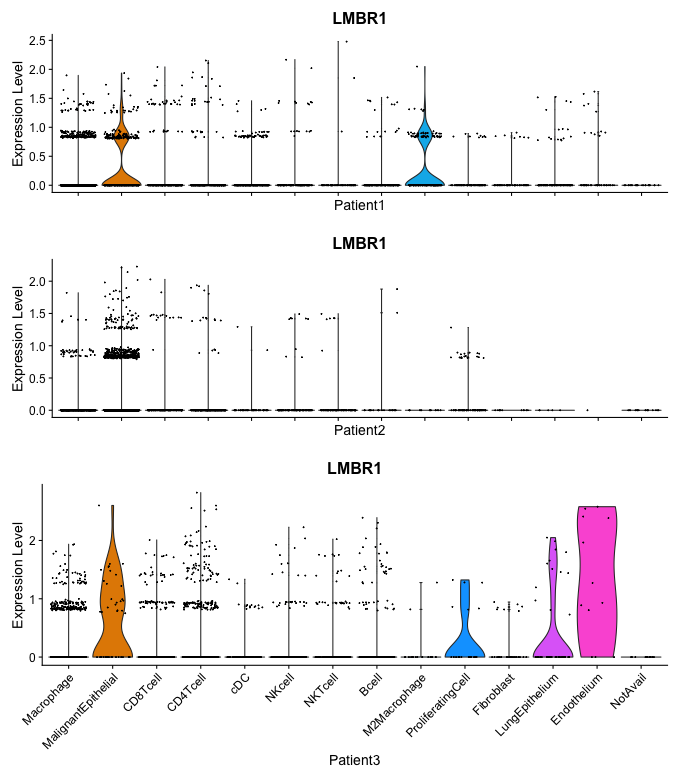 LMBR1
Expression Level
2.5
2.0
1.5
1.0
0.5
0.0
Patient1
LMBR1
Expression Level
2.0
1.5
1.0
0.5
0.0
Patient2
LMBR1
Expression Level
2
1
0
Macrophage
MalignantEpithelial
CD8Tcell
CD4Tcell
cDC
NKcell
NKTcell
Bcell
M2Macrophage
ProliferatingCell
Fibroblast
LungEpithelium
Endothelium
NotAvail
Patient3